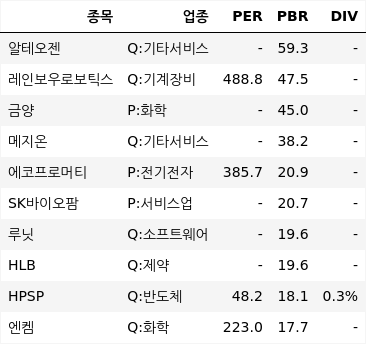 종목 업종 PER PBR DIV
알테오젠 Q:기타서비스 - 59.3 -
레인보우로보틱스 Q:기계장비 488.8 47.5 -
금양 P:화학 - 45.0 -
메지온 Q:기타서비스 - 38.2 -
에코프로머티 P:전기전자 385.7 20.9 -
SK바이오팜 P:서비스업 - 20.7 -
루닛 Q:소프트웨어 - 19.6 -
HLB Q:제약 - 19.6 -
HPSP Q:반도체 48.2 18.1 0.3%
엔켐 Q:화학 223.0 17.7 -